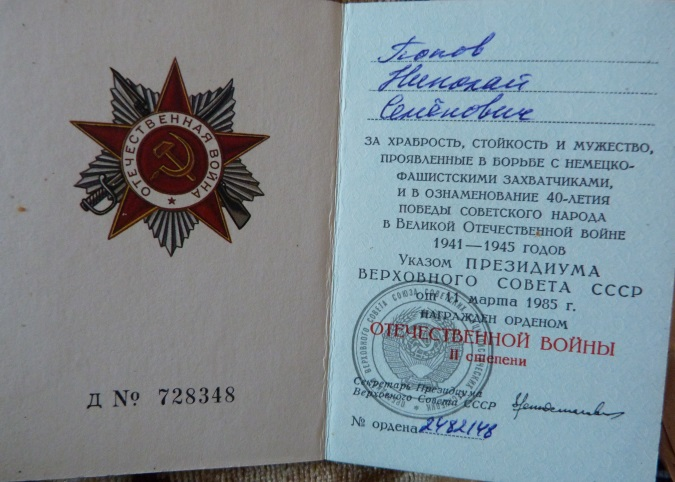 ОТЕЧЕСТВЕННАЯ ВОЙНА
Д № 728348
Попов
Николай
Семёнович
ЗА ХРАБРОСТЬ, СТОЙКОСТЬ И МУЖЕСТВО,
ПРОЯВЛЕННЫЕ В БОРЬБЕ С НЕМЕЦКО-
ФАШИСТСКИМИ ЗАХВАТЧИКАМИ,
И В ОЗНАМЕНОВАНИЕ 40-ЛЕТИЯ
ПОБЕДЫ СОВЕТСКОГО НАРОДА
В ВЕЛИКОЙ ОТЕЧЕСТВЕННОЙ ВОЙНЕ
1941—1945 ГОДОВ
УКАЗОМ ПРЕЗИДИУМА
ВЕРХОВНОГО СОВЕТА СССР
от 11 марта 1985 г.
НАГРАЖДЕН ОРДЕНОМ
ОТЕЧЕСТВЕННОЙ ВОЙНЫ
II степени
Секретарь Президиума
Верховного Совета СССР
№ ордена 2482148